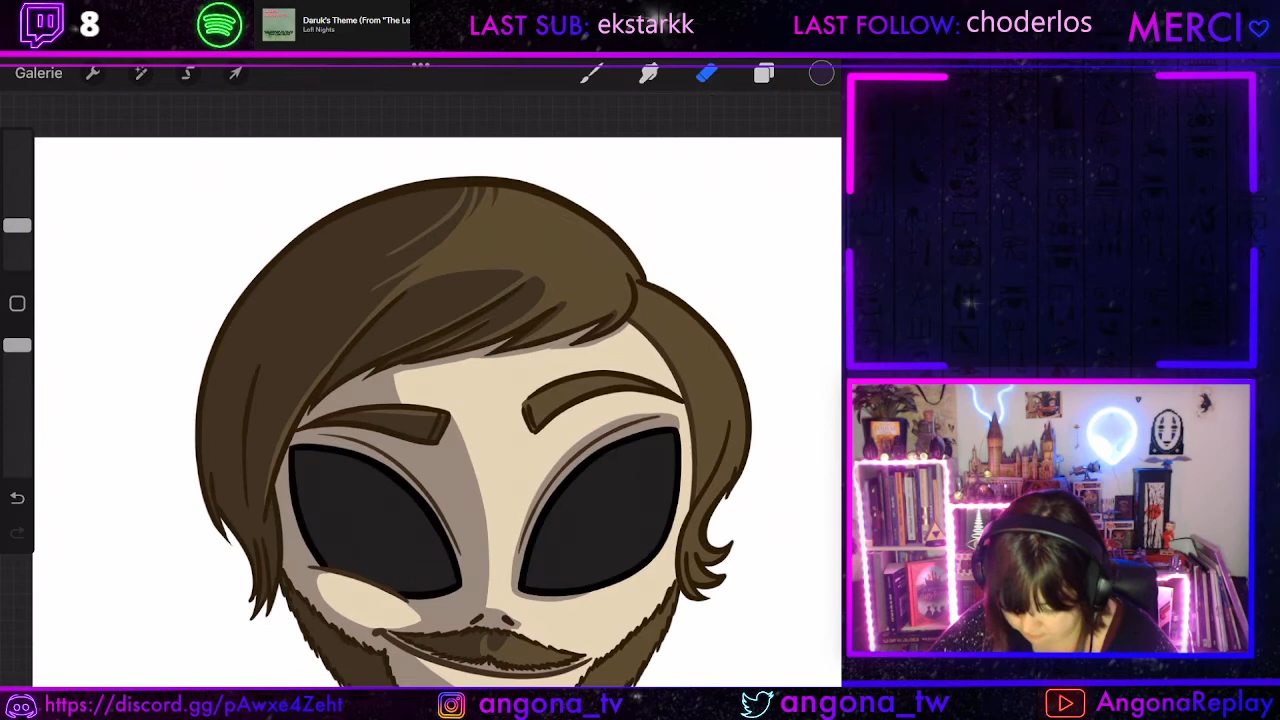 8
Daruk's Theme (From "The Le
Lofi Nights
LAST SUB: ekstarkk
LAST FOLLOW: choderlos
MERCI
Galerie
https://discord.gg/pAwxe4Zeht
angona_tv
angona_tw
AngonaReplay